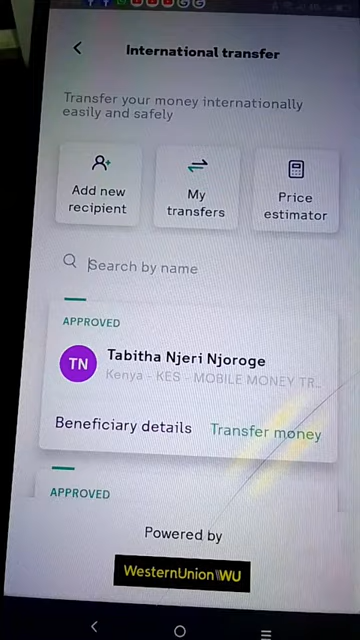 International transfer
Transfer your money internationally
easily and safely
Add new
recipient
My
transfers
Price
estimator
Search by name
APPROVED
TN
Tabitha Njeri Njoroge
Kenya - KES - MOBILE MONEY TR...
Beneficiary details
Transfer money
APPROVED
Powered by
WesternUnion\\WU